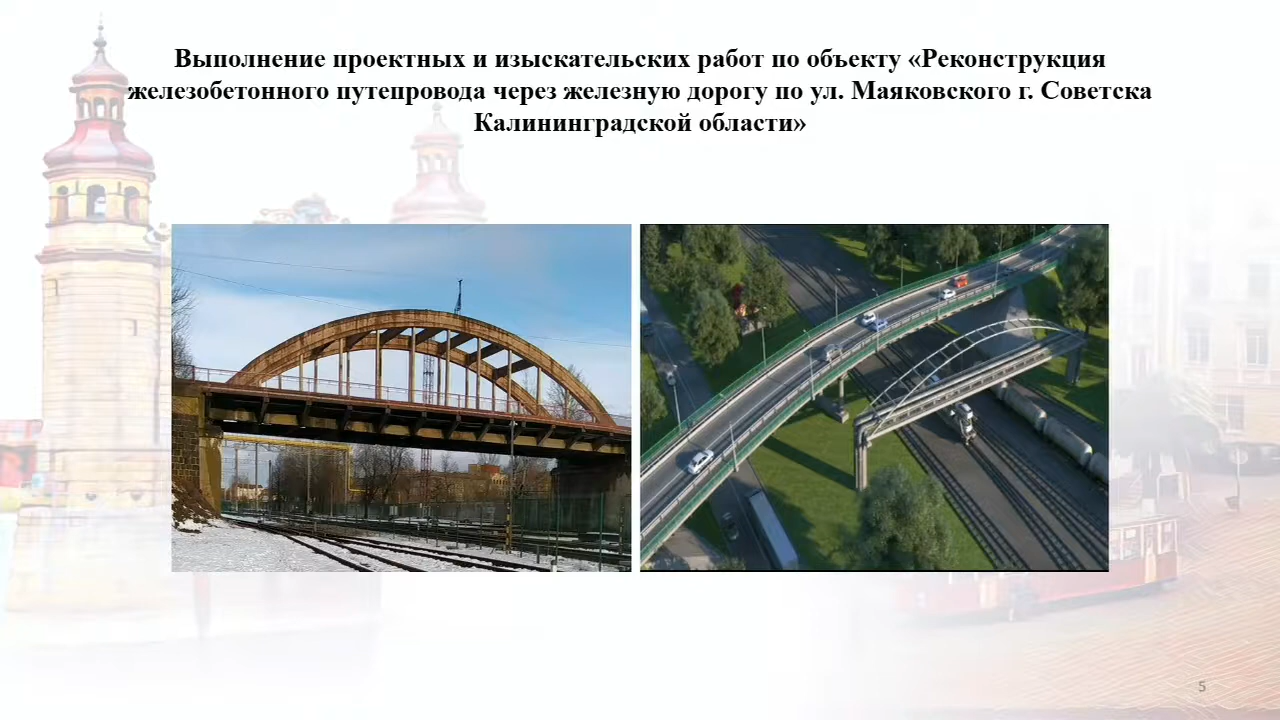 Выполнение проектных и изыскательских работ по объекту «Реконструкция
железобетонного путепровода через железную дорогу по ул. Маяковского г. Советска
Калининградской области»
5